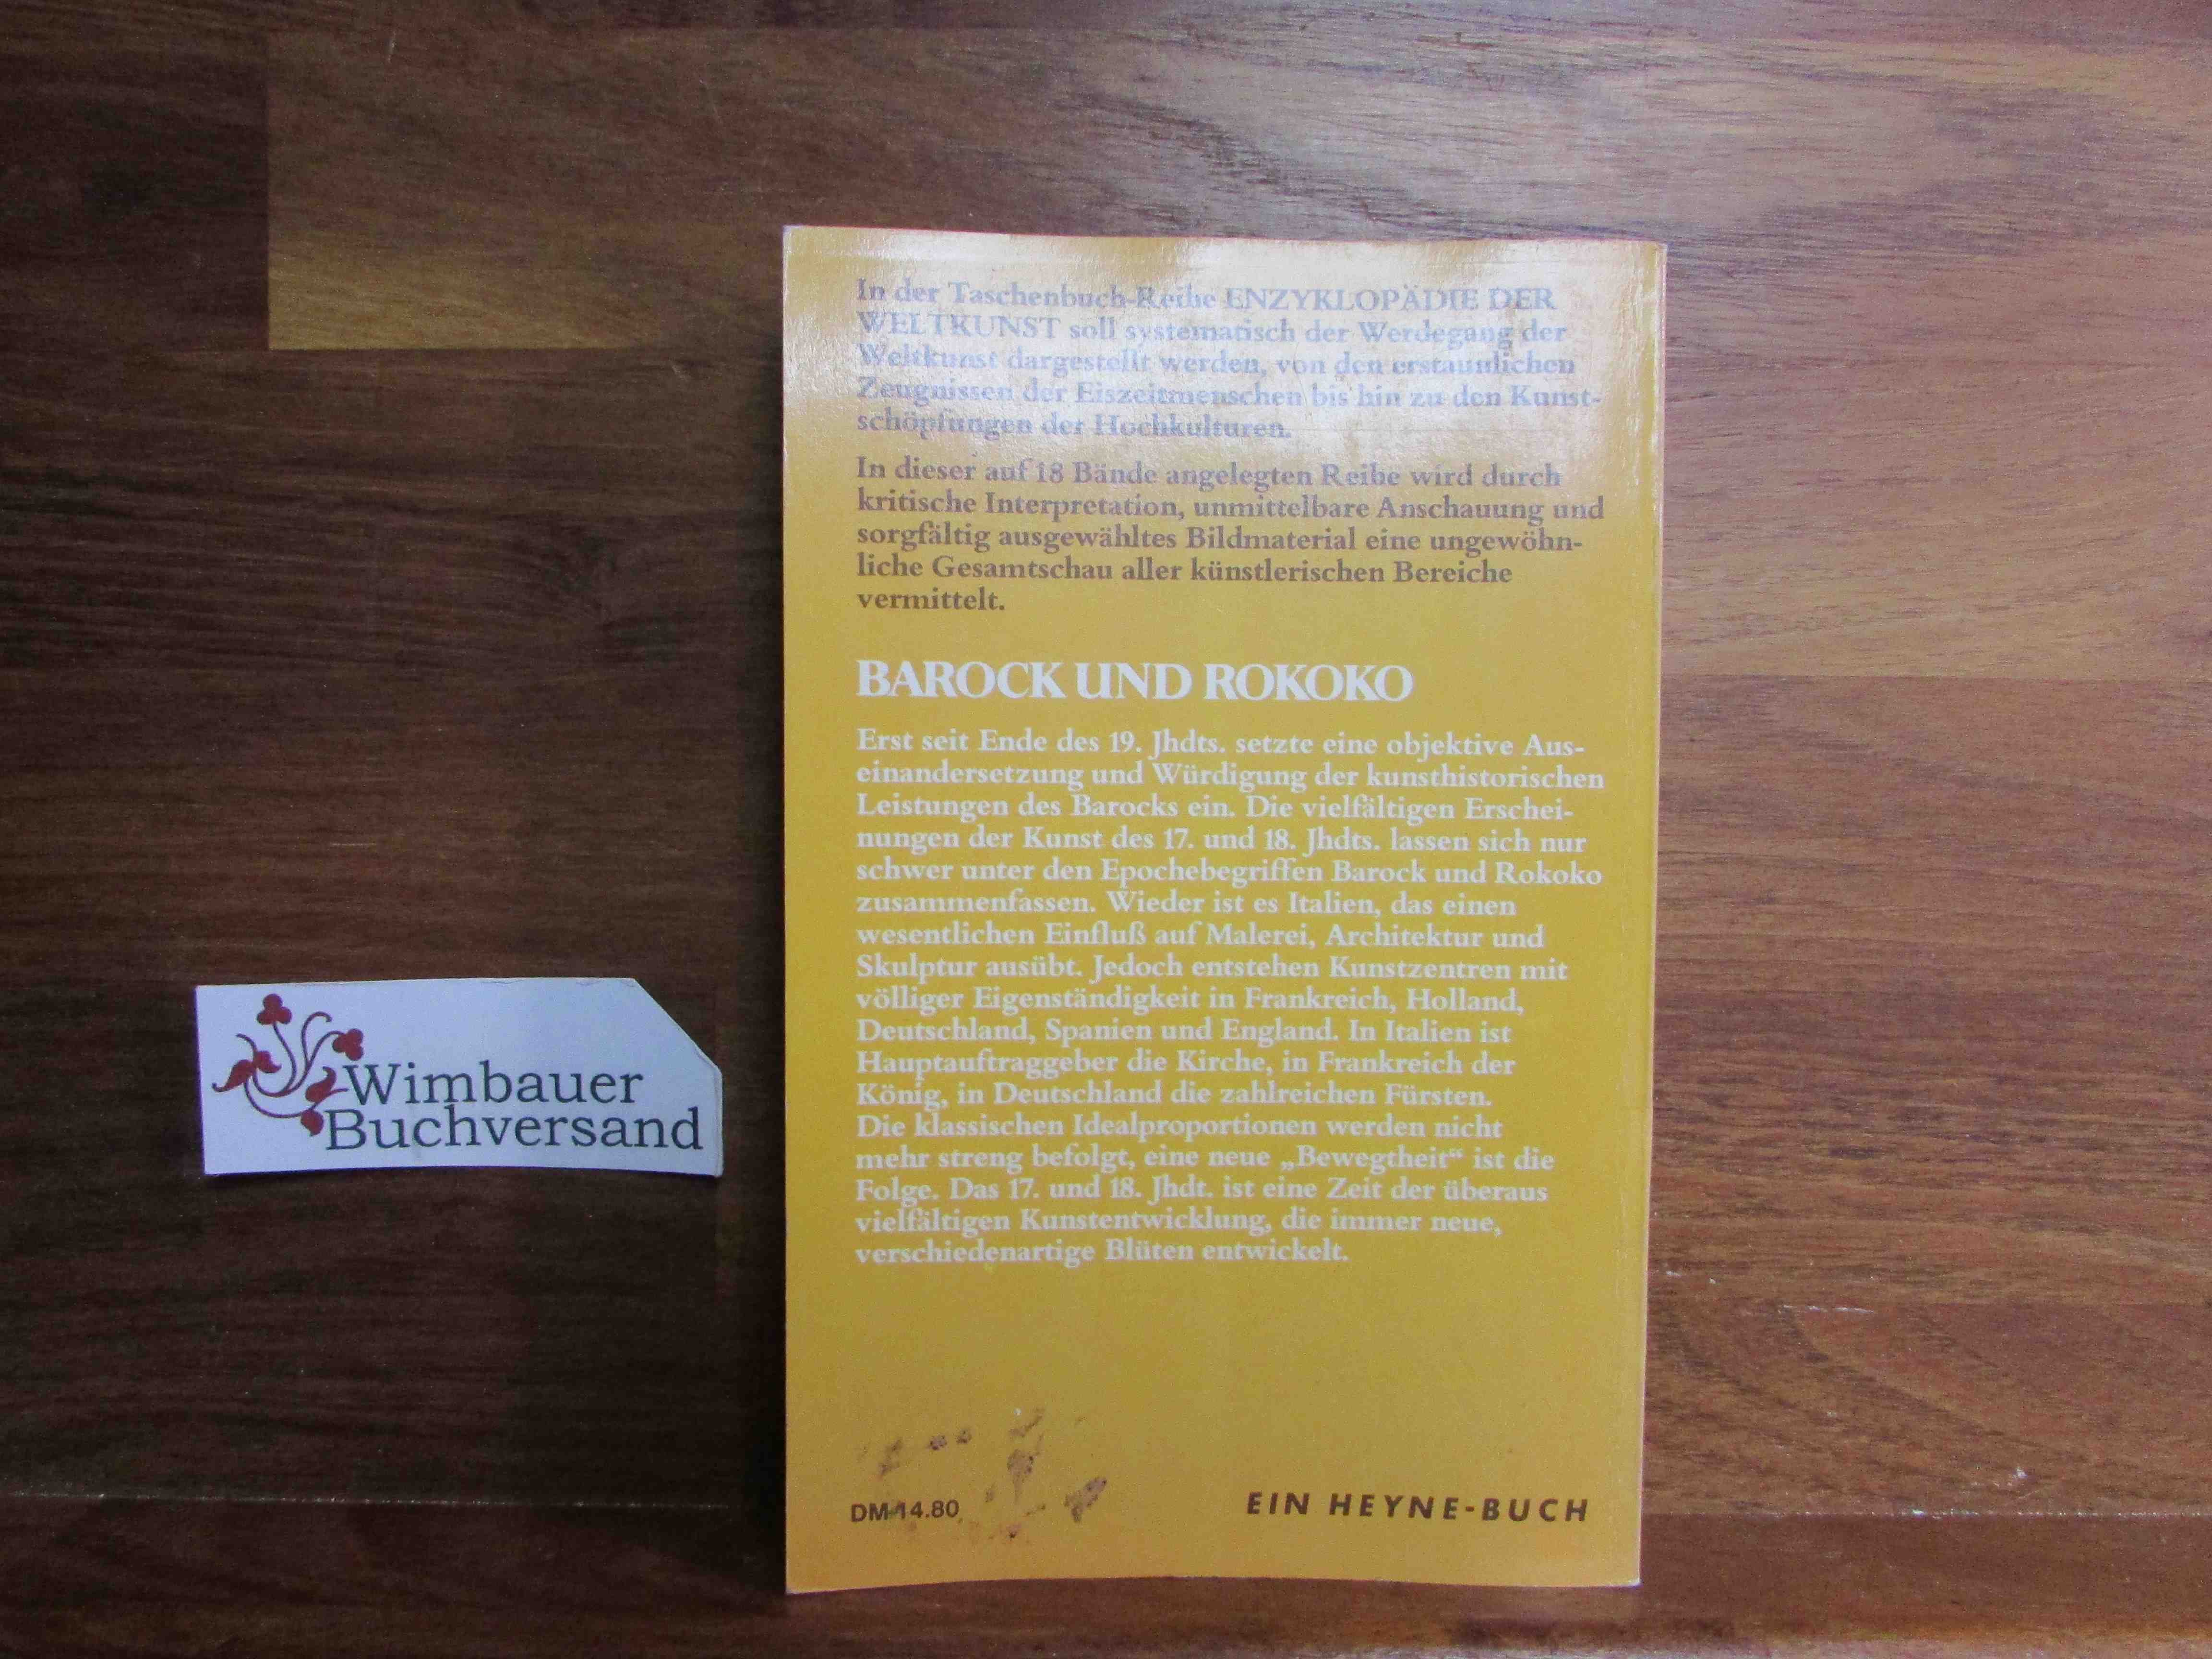 In der Taschenbuch-Reihe ENZYKLOPÄDIE DER
WELTKUNST soll systematisch der Werdegang der
Weltkunst dargestellt werden, von den erstaunlichen
Zeugnissen der Eiszeitmenschen bis hin zu den Kunst-
schöpfungen der Hochkulturen.
In dieser auf 18 Bände angelegten Reihe wird durch
kritische Interpretation, unmittelbare Anschauung und
sorgfältig ausgewähltes Bildmaterial eine ungewöhn-
liche Gesamtschau aller künstlerischen Bereiche
vermittelt.
BAROCK UND ROKOKO
Erst seit Ende des 19. Jhdts. setzte eine objektive Aus-
einandersetzung und Würdigung der kunsthistorischen
Leistungen des Barocks ein. Die vielfältigen Erschei-
nungen der Kunst des 17. und 18. Jhdts. lassen sich nur
schwer unter den Epochebegriffen Barock und Rokoko
zusammenfassen. Wieder ist es Italien, das einen
wesentlichen Einfluß auf Malerei, Architektur und
Skulptur ausübt. Jedoch entstehen Kunstzentren mit
völliger Eigenständigkeit in Frankreich, Holland,
Deutschland, Spanien und England. In Italien ist
Hauptauftraggeber die Kirche, in Frankreich der
König, in Deutschland die zahlreichen Fürsten.
Die klassischen Idealproportionen werden nicht
mehr streng befolgt, eine neue „Bewegtheit“ ist die
Folge. Das 17. und 18. Jhdt. ist eine Zeit der überaus
vielfältigen Kunstentwicklung, die immer neue,
verschiedenartige Blüten entwickelt.
DM 14.80
EIN HEYNE-BUCH
Wimbauer
Buchversand